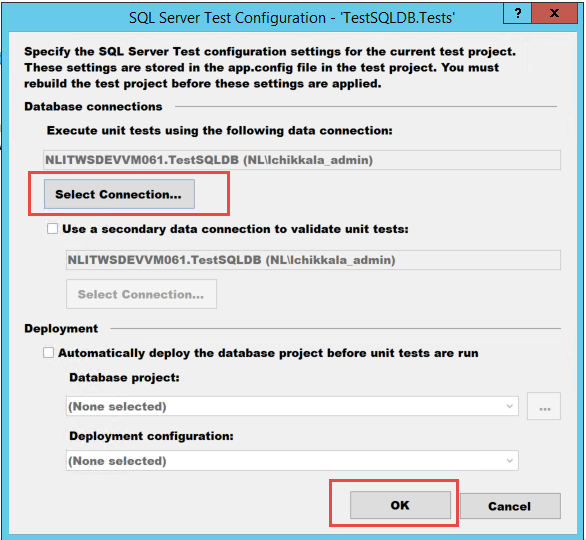 SQL Server Test Configuration - 'TestSQLDB.Tests'
?
x
Specify the SQL Server Test configuration settings for the current test project.
These settings are stored in the app.config file in the test project. You must
rebuild the test project before these settings are applied.
Database connections
Execute unit tests using the following data connection:
NLITWSDEVVM061.TestSQLDB (NL\lchikkala_admin)
Select Connection...
Use a secondary data connection to validate unit tests:
NLITWSDEVVM061.TestSQLDB (NL\lchikkala_admin)
Select Connection...
Deployment
Automatically deploy the database project before unit tests are run
Database project:
(None selected)
...
Deployment configuration:
(None selected)
OK
Cancel